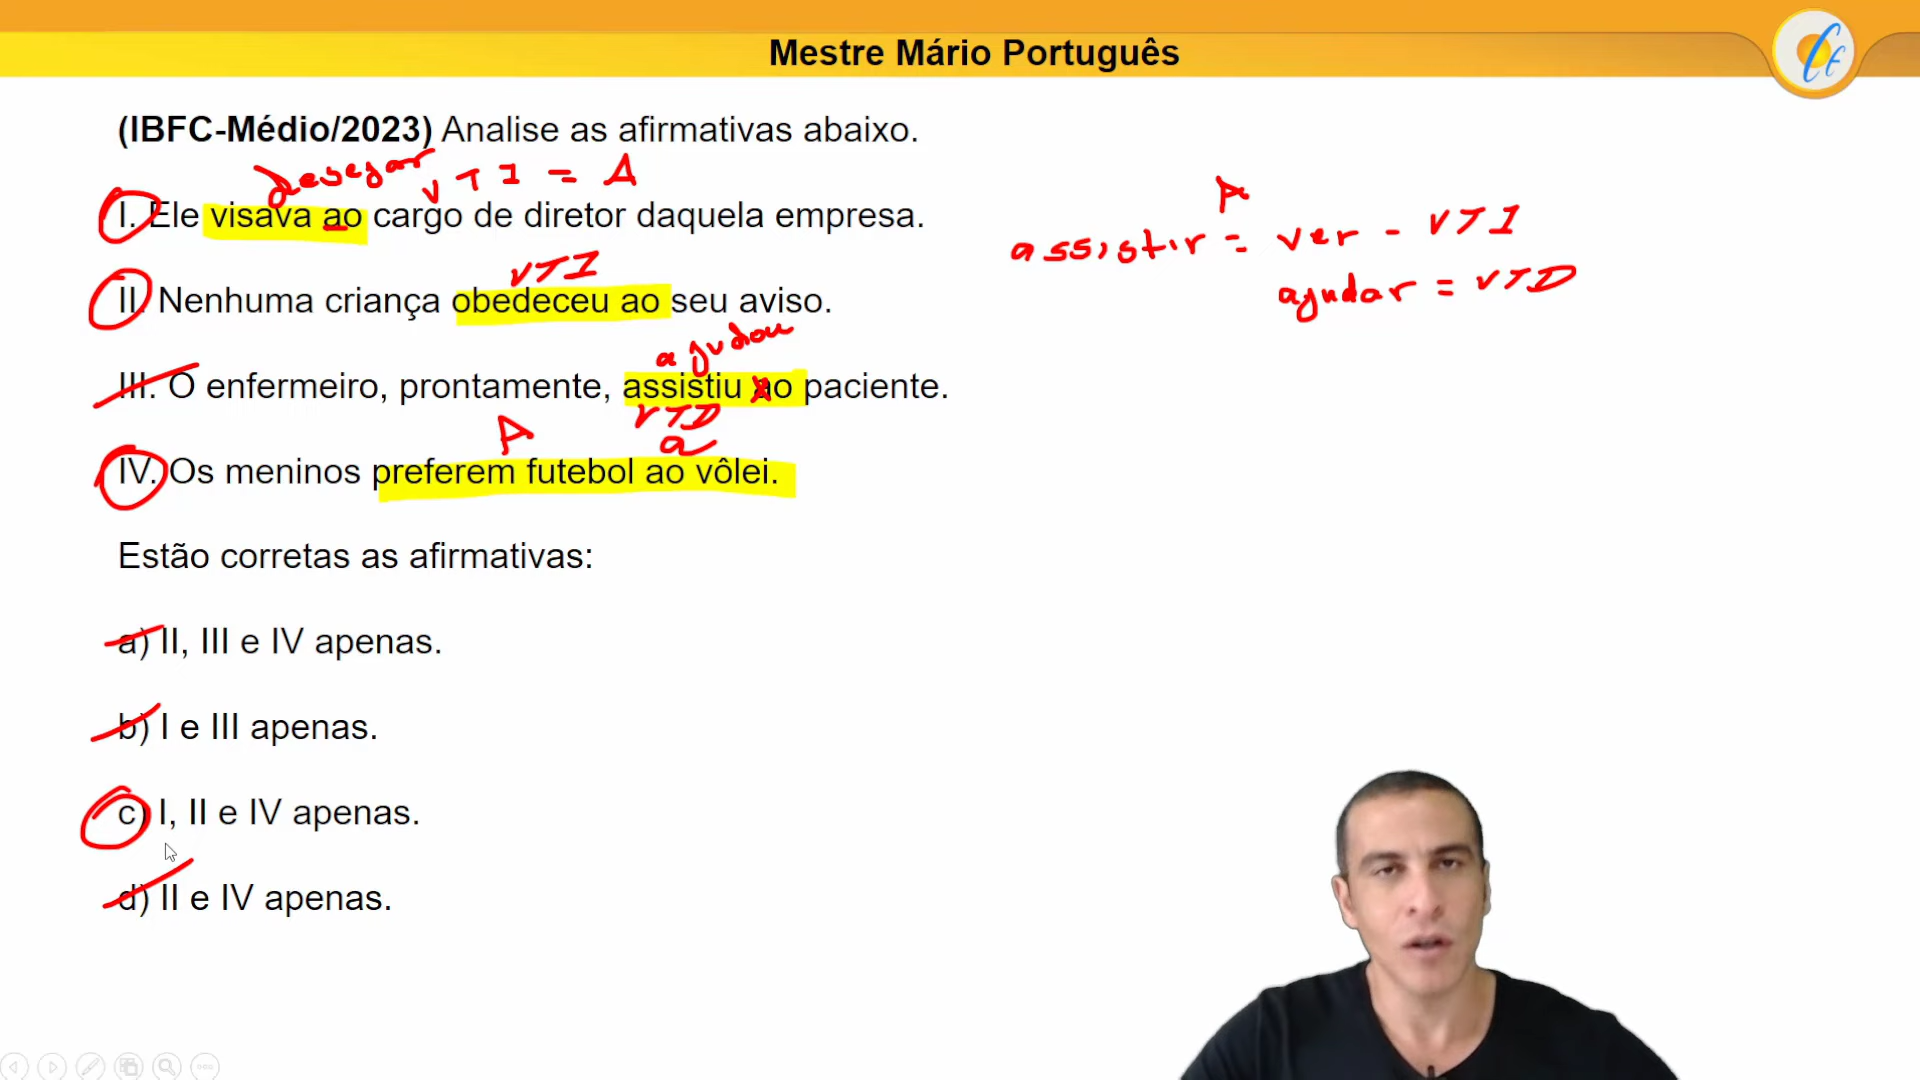 Mestre Mário Português
(IBFC-Médio/2023) Analise as afirmativas abaixo.
desejar VTI = A
I. Ele visava ao cargo de diretor daquela empresa.
A
assistir = ver - VTI
ajudar = VTD
VTI
II. Nenhuma criança obedeceu ao seu aviso.
ajudou
III. O enfermeiro, prontamente, assistiu ao paciente.
VTD
A
a
IV. Os meninos preferem futebol ao vôlei.
Estão corretas as afirmativas:
a) II, III e IV apenas.
b) I e III apenas.
c) I, II e IV apenas.
d) II e IV apenas.